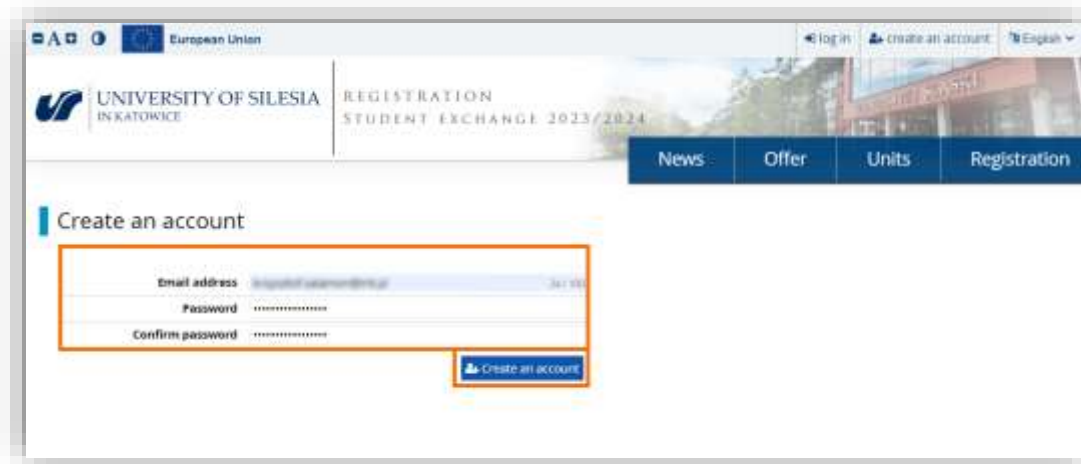 A European Union log in create an account English
UNIVERSITY OF SILESIA
IN KATOWICE
REGISTRATION
STUDENT EXCHANGE 2023/2024
News Offer Units Registration
Create an account
Email address
Password •••••••••••••••••
Confirm password •••••••••••••••••
Create an account